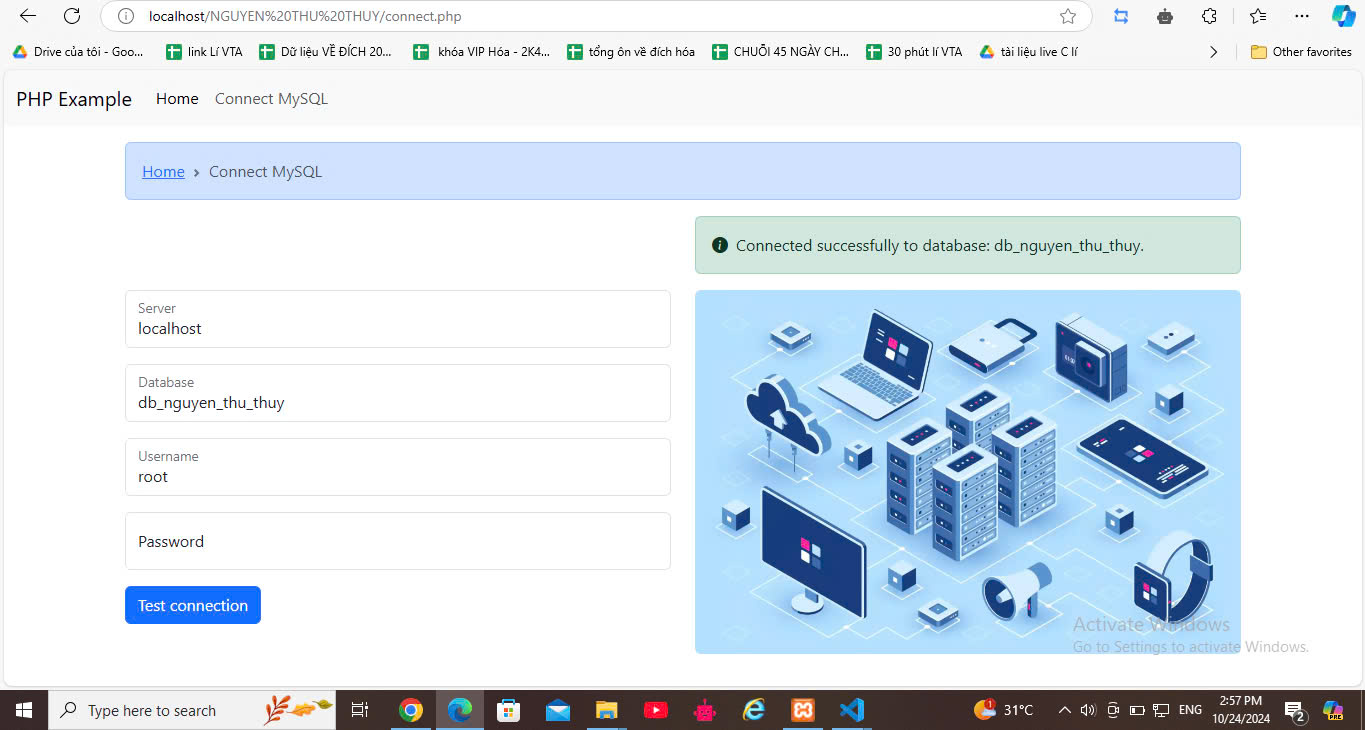 localhost/NGUYEN%20THU%20THUY/connect.php
Drive của tôi - Goo...
link Lí VTA
Dữ liệu VỀ ĐÍCH 20...
khóa VIP Hóa - 2K4...
tổng ôn về đích hóa
CHUỖI 45 NGÀY CH...
30 phút lí VTA
tài liệu live C lí
Other favorites
PHP Example
Home
Connect MySQL
Home › Connect MySQL
Connected successfully to database: db_nguyen_thu_thuy.
Server
localhost
Database
db_nguyen_thu_thuy
Username
root
Password
Test connection
Activate Windows
Go to Settings to activate Windows.
Type here to search
1
31°C
ENG
2:57 PM
10/24/2024
2
PRE